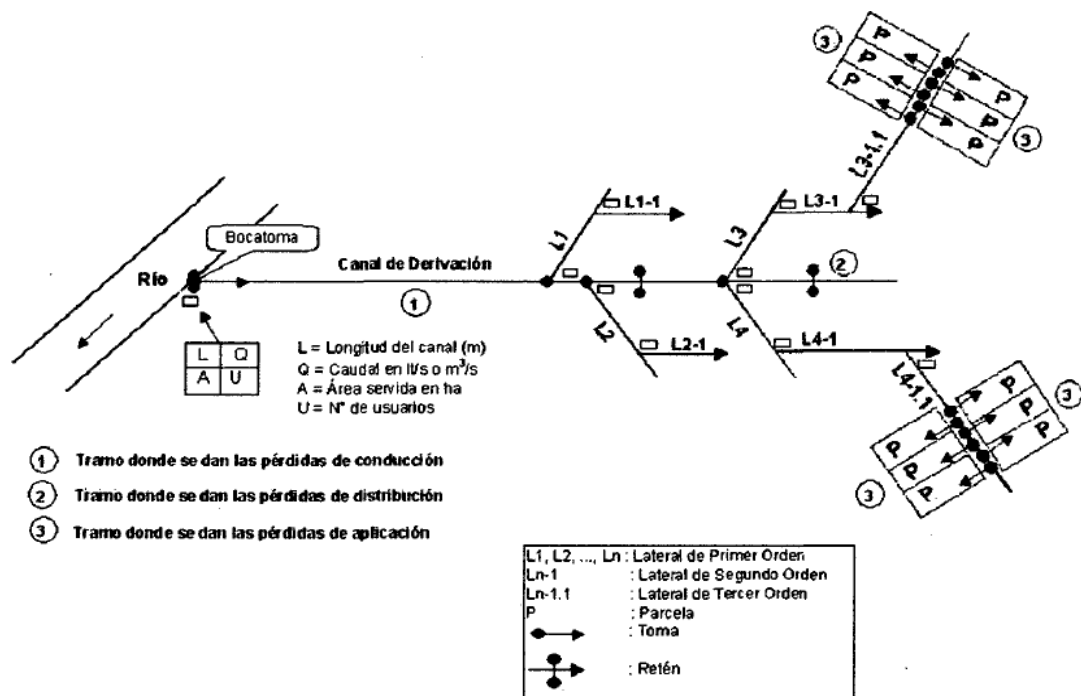 3
P
P
P
P
P
P
3
L3-1.1
L1-1
L3-1
L1
L3
Bocatoma
Río
Canal de Derivación
2
1
L2
L4
L2-1
L4-1
L4-1.1
L Q
A U
L = Longitud del canal (m)
Q = Caudal en lt/s o m³/s
A = Área servida en ha
U = N° de usuarios
3
P
P
P
P
P
P
3
1 Tramo donde se dan las pérdidas de conducción
2 Tramo donde se dan las pérdidas de distribución
3 Tramo donde se dan las pérdidas de aplicación
L1, L2, ..., Ln : Lateral de Primer Orden
Ln-1 : Lateral de Segundo Orden
Ln-1.1 : Lateral de Tercer Orden
P : Parcela
: Toma
: Retén